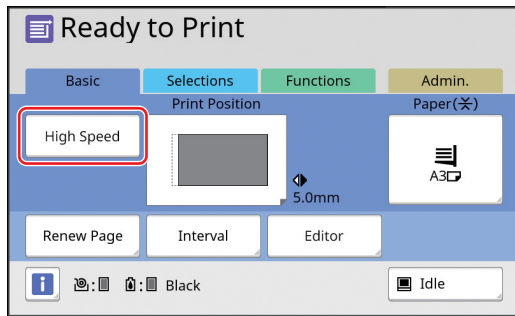 Ready to Print
Basic Selections Functions Admin.
Print Position Paper(
High Speed
A3
5.0mm
Renew Page Interval Editor
i : : Black Idle